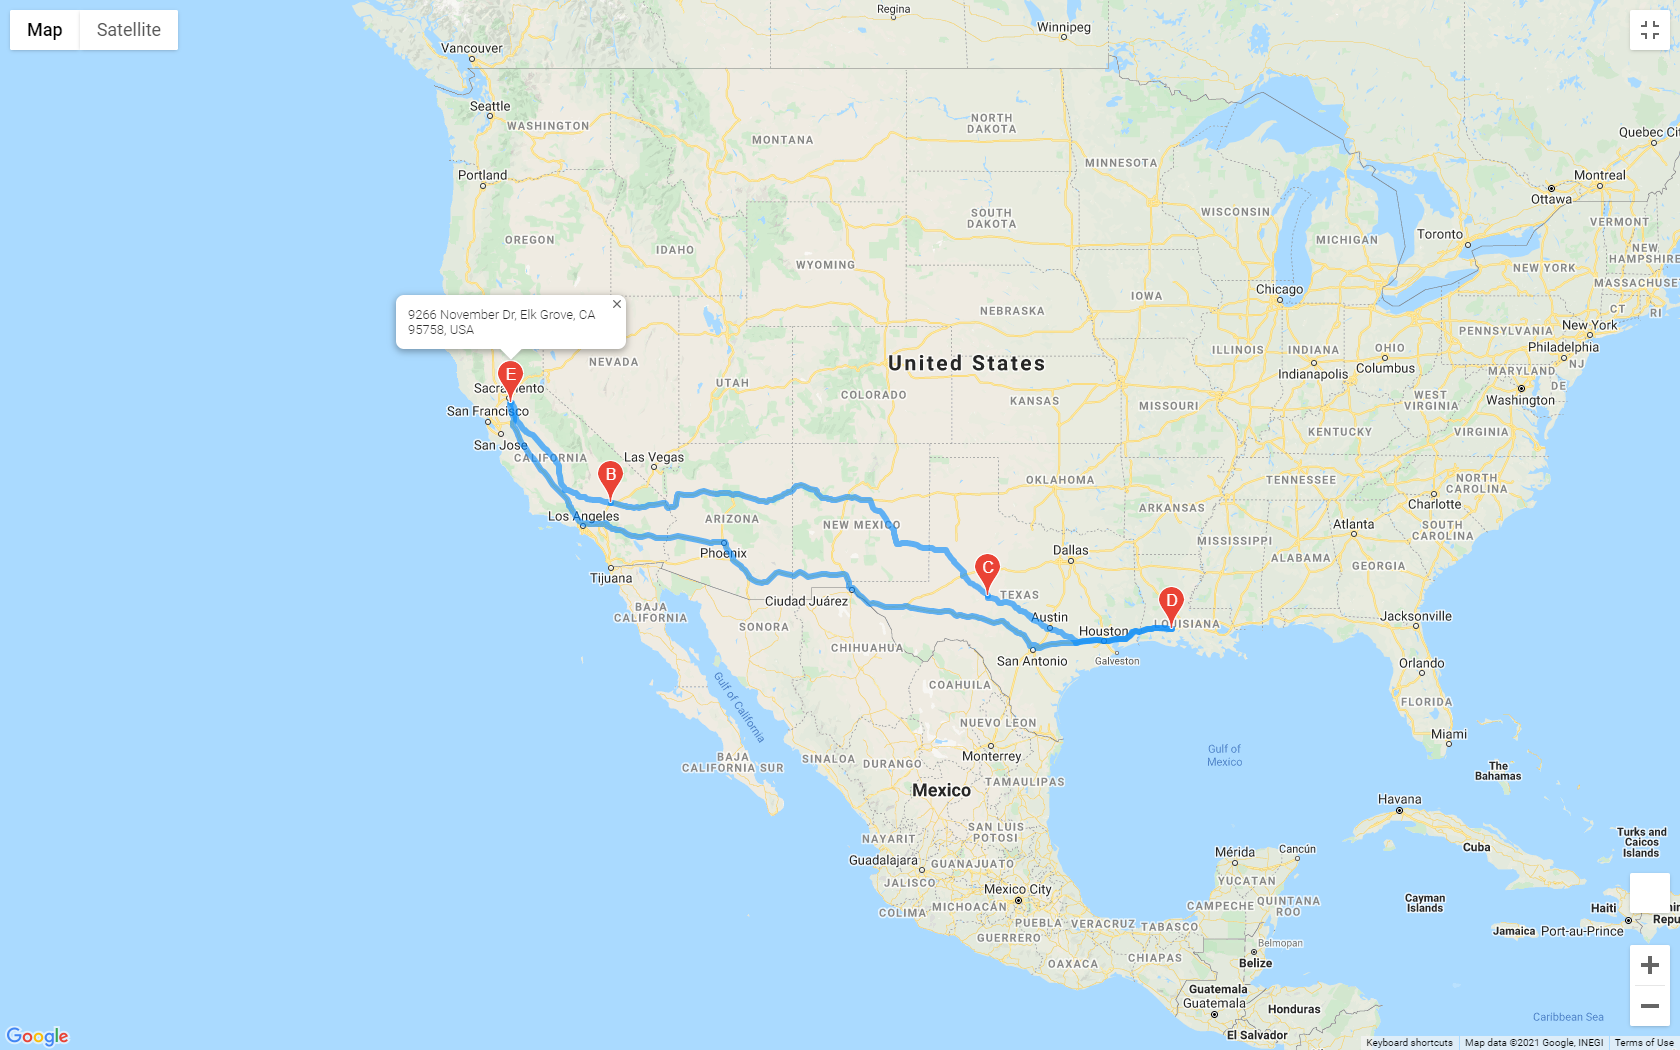 Map
Satellite
Regina
Winnipeg
Vancouver
Seattle
WASHINGTON
NORTH
DAKOTA
MONTANA
Quebec Cit
MINNESOTA
Portland
Montreal
Ottawa
WISCONSIN
SOUTH
DAKOTA
VERMONT
OREGON
IDAHO
MICHIGAN
Toronto
NEW
HAMPSHIRE
WYOMING
NEW YORK
MASSACHUSET
Chicago
IOWA
CT
RI
9266 November Dr, Elk Grove, CA
95758, USA
NEBRASKA
New York
PENNSYLVANIA
ILLINOIS
INDIANA
OHIO
Philadelphia
NEVADA
United States
NJ
Indianapolis
Columbus
MARYLAND
E
UTAH
DE
Sacramento
COLORADO
KANSAS
WEST
VIRGINIA
Washington
MISSOURI
San Francisco
KENTUCKY
VIRGINIA
San Jose
CALIFORNIA
Las Vegas
B
OKLAHOMA
TENNESSEE
NORTH
CAROLINA
Charlotte
ARKANSAS
Los Angeles
ARIZONA
NEW MEXICO
Atlanta
SOUTH
CAROLINA
MISSISSIPPI
Phoenix
Dallas
ALABAMA
GEORGIA
C
Tijuana
Ciudad Juárez
TEXAS
D
BAJA
CALIFORNIA
SONORA
Austin
Houston
LOUISIANA
Jacksonville
CHIHUAHUA
San Antonio
Galveston
Orlando
COAHUILA
Gulf of California
FLORIDA
NUEVO LEON
Miami
Gulf of
Mexico
Monterrey
SINALOA
DURANGO
BAJA
CALIFORNIA SUR
The
Bahamas
TAMAULIPAS
Mexico
Havana
SAN LUIS
POTOSI
NAYARIT
Turks and
Caicos
Islands
Cuba
Mérida
Cancún
Guadalajara
GUANAJUATO
JALISCO
YUCATAN
Mexico City
Cayman
Islands
MICHOACÁN
COLIMA
CAMPECHE
QUINTANA
ROO
Haiti
PUEBLA
VERACRUZ
TABASCO
Jamaica
Port-au-Prince
Repu
GUERRERO
Belmopan
CHIAPAS
OAXACA
Belize
Guatemala
Guatemala
Honduras
El Salvador
Caribbean Sea
Google
Keyboard shortcuts
Map data ©2021 Google, INEGI
Terms of Use